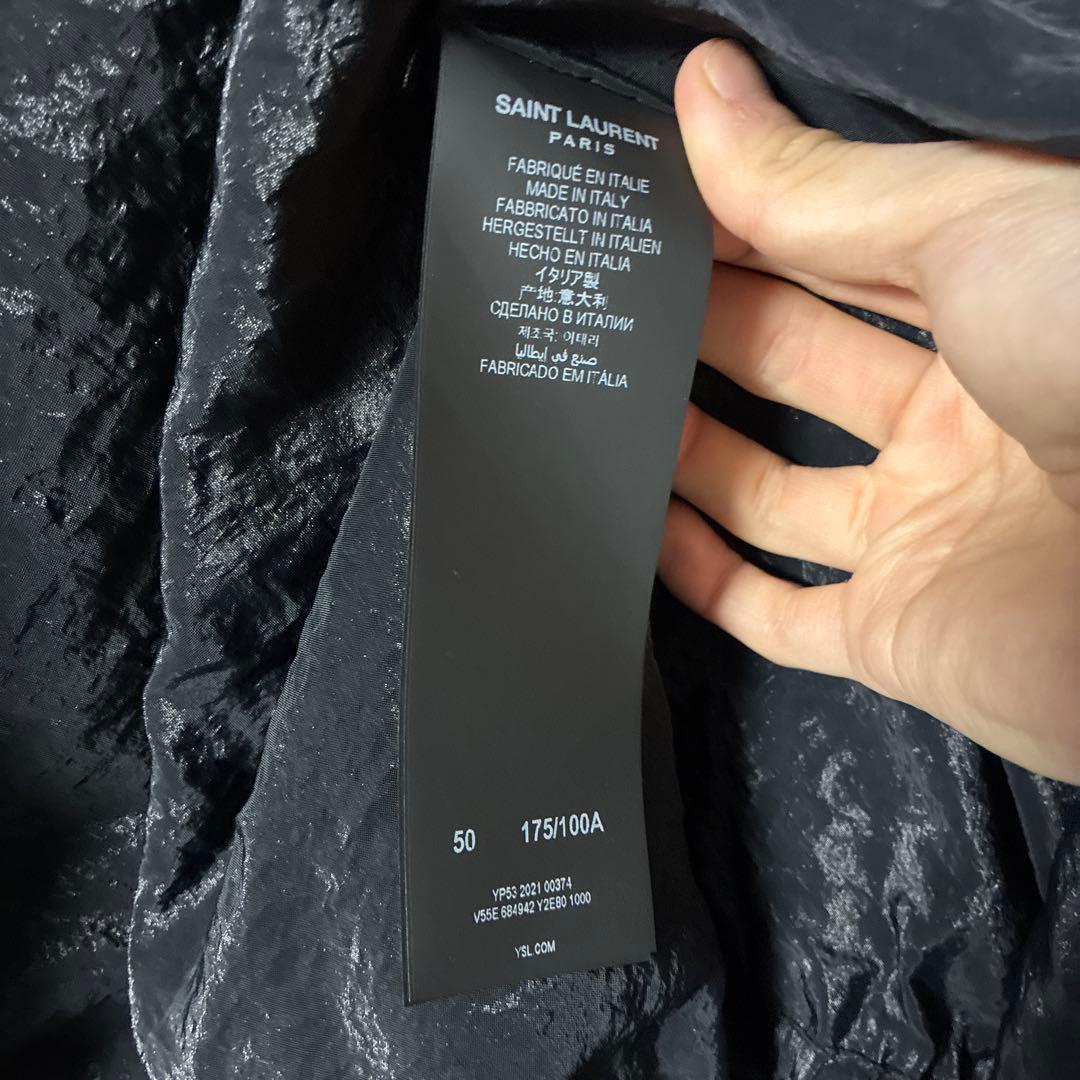 SAINT LAURENT
PARIS
FABRIQUÉ EN ITALIE
MADE IN ITALY
FABBRICATO IN ITALIA
HERGESTELLT IN ITALIEN
HECHO EN ITALIA
イタリア製
产地:意大利
СДЕЛАНО В ИТАЛИИ
제조국: 이태리
صنع في إيطاليا
FABRICADO EM ITÁLIA
50 175/100A
YP53 2021 00374
V55E 684942 Y2E80 1000
YSL.COM